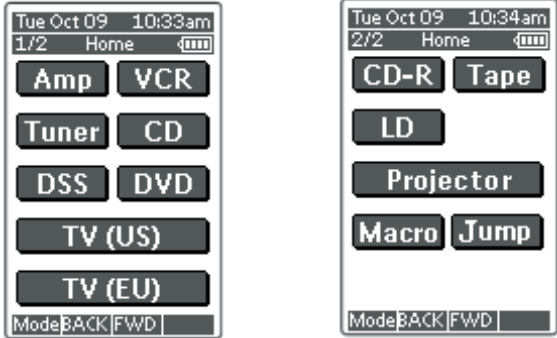 Tue Oct 09 10:33am
1/2 Home
Amp VCR
Tuner CD
DSS DVD
TV (US)
TV (EU)
Mode BACK FWD
Tue Oct 09 10:34am
2/2 Home
CD-R Tape
LD
Projector
Macro Jump
Mode BACK FWD